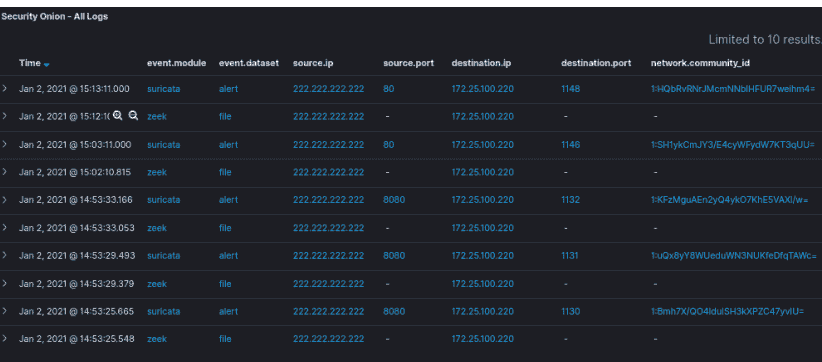 Security Onion - All Logs
Limited to 10 results.
Time event.module event.dataset source.ip source.port destination.ip destination.port network.community_id
> Jan 2, 2021 @ 15:13:11.000 suricata alert 222.222.222.222 80 172.25.100.220 1148 1:HQbRvRNrJMcmNNblHFUR7weihm4=
> Jan 2, 2021 @ 15:12:1( zeek file 222.222.222.222 - 172.25.100.220 - -
> Jan 2, 2021 @ 15:03:11.000 suricata alert 222.222.222.222 80 172.25.100.220 1146 1:SH1ykCmJY3/E4cyWFydW7KT3qUU=
> Jan 2, 2021 @ 15:02:10.815 zeek file 222.222.222.222 - 172.25.100.220 - -
> Jan 2, 2021 @ 14:53:33.166 suricata alert 222.222.222.222 8080 172.25.100.220 1132 1:KFzMguAEn2yQ4ykO7KhE5VAXI/w=
> Jan 2, 2021 @ 14:53:33.053 zeek file 222.222.222.222 - 172.25.100.220 - -
> Jan 2, 2021 @ 14:53:29.493 suricata alert 222.222.222.222 8080 172.25.100.220 1131 1:uQx8yY8WUeduWN3NUKfeDfqTAWc=
> Jan 2, 2021 @ 14:53:29.379 zeek file 222.222.222.222 - 172.25.100.220 - -
> Jan 2, 2021 @ 14:53:25.665 suricata alert 222.222.222.222 8080 172.25.100.220 1130 1:Bmh7X/QO4ldulSH3kXPZC47yvIU=
> Jan 2, 2021 @ 14:53:25.548 zeek file 222.222.222.222 - 172.25.100.220 - -